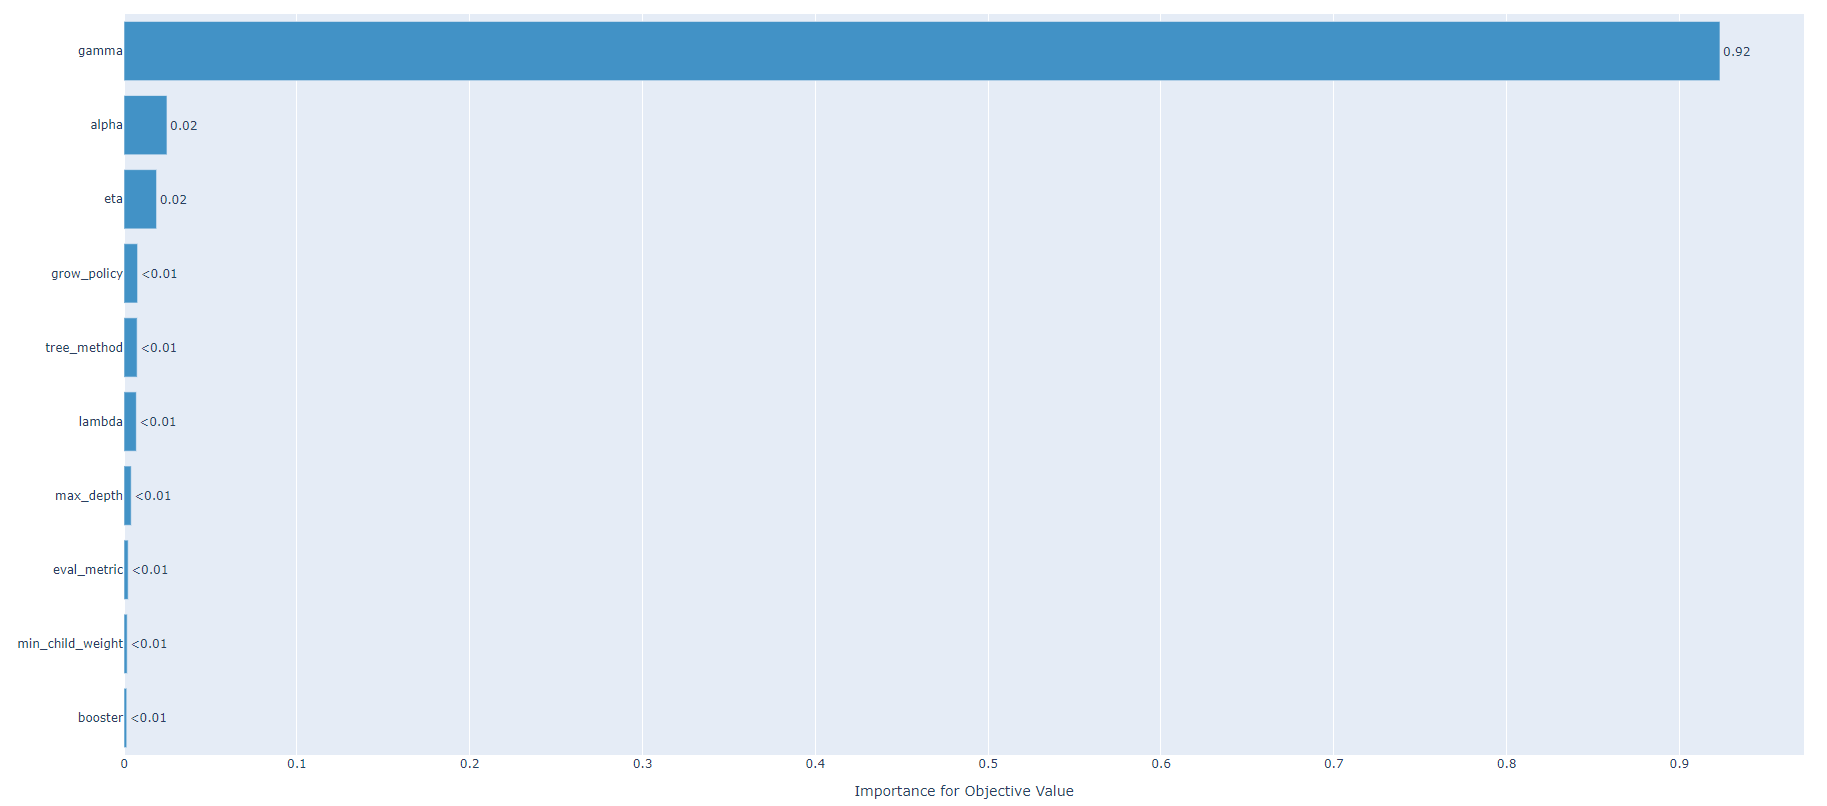 gamma 0.92
alpha 0.02
eta 0.02
grow_policy <0.01
tree_method <0.01
lambda <0.01
max_depth <0.01
eval_metric <0.01
min_child_weight <0.01
booster <0.01
0 0.1 0.2 0.3 0.4 0.5 0.6 0.7 0.8 0.9
Importance for Objective Value